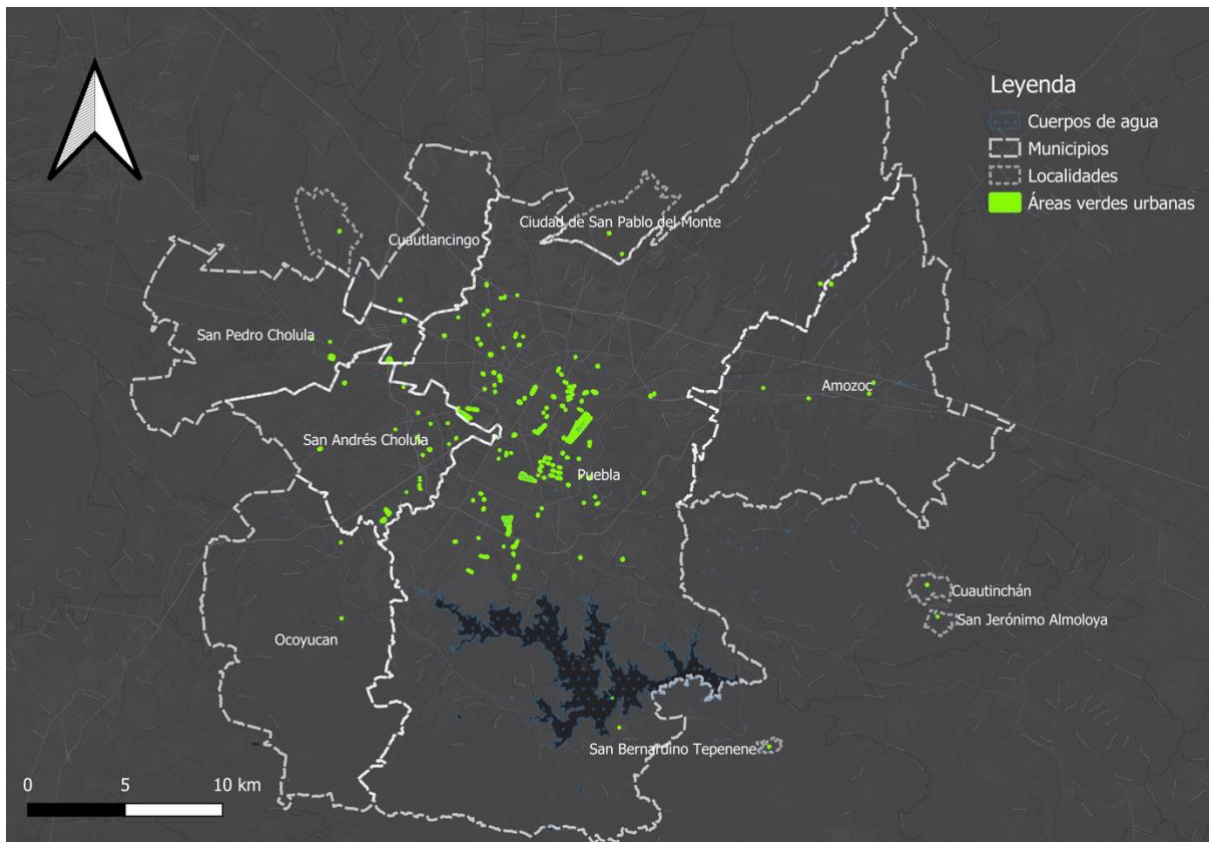 Leyenda
Cuerpos de agua
Municipios
Localidades
Áreas verdes urbanas
Ciudad de San Pablo del Monte
Cuautlancingo
San Pedro Cholula
Amozoc
San Andrés Cholula
Puebla
Cuautinchán
San Jerónimo Almoloya
Ocoyucan
San Bernardino Tepenene
0 5 10 km